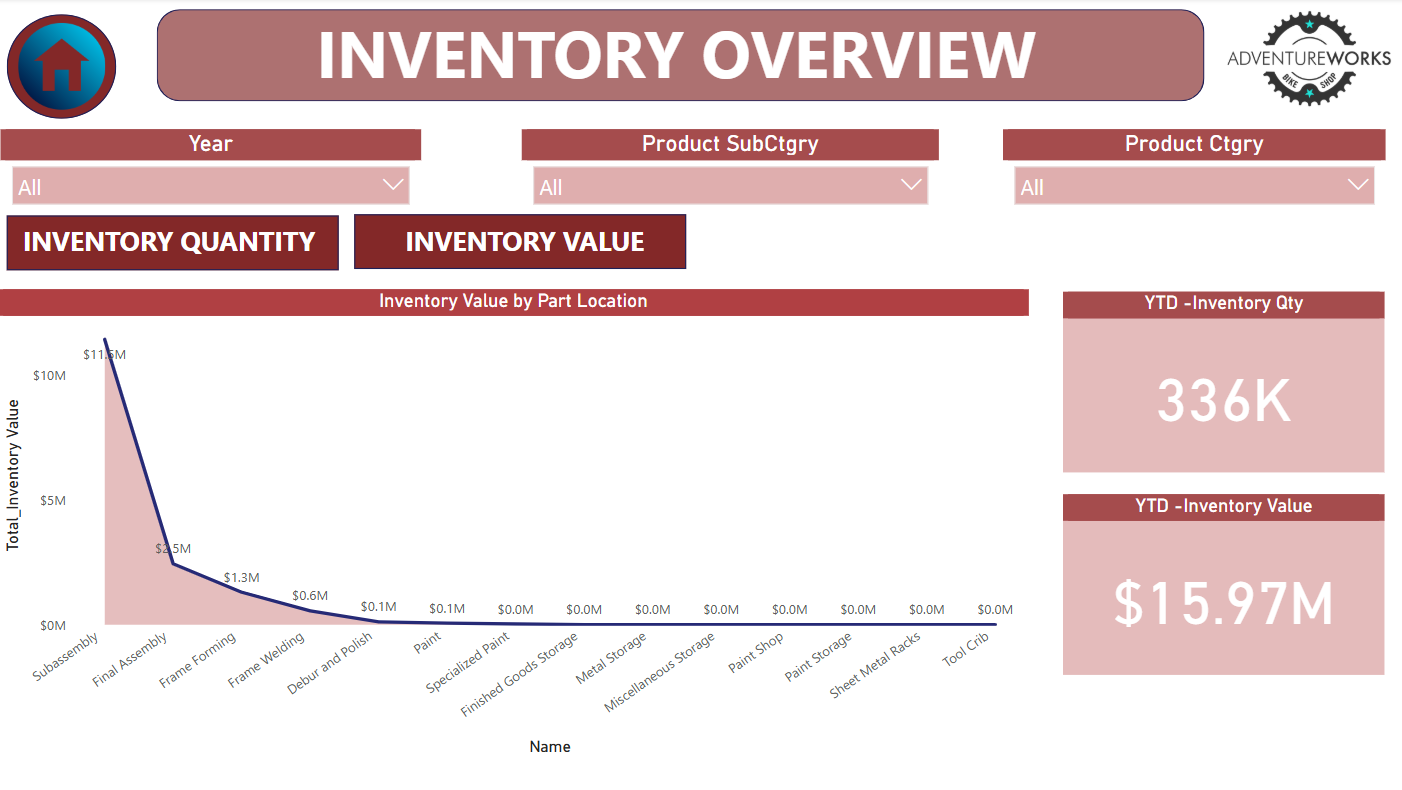 INVENTORY OVERVIEW
ADVENTUREWORKS
BIKE SHOP
Year
Product SubCtgry
Product Ctgry
All
All
All
INVENTORY QUANTITY
INVENTORY VALUE
Inventory Value by Part Location
Total_Inventory Value
$10M
$5M
$0M
$11.5M
$2.5M
$1.3M
$0.6M
$0.1M
$0.1M
$0.0M
$0.0M
$0.0M
$0.0M
$0.0M
$0.0M
$0.0M
$0.0M
Subassembly
Final Assembly
Frame Forming
Frame Welding
Debur and Polish
Paint
Specialized Paint
Finished Goods Storage
Metal Storage
Miscellaneous Storage
Paint Shop
Paint Storage
Sheet Metal Racks
Tool Crib
Name
YTD -Inventory Qty
336K
YTD -Inventory Value
$15.97M